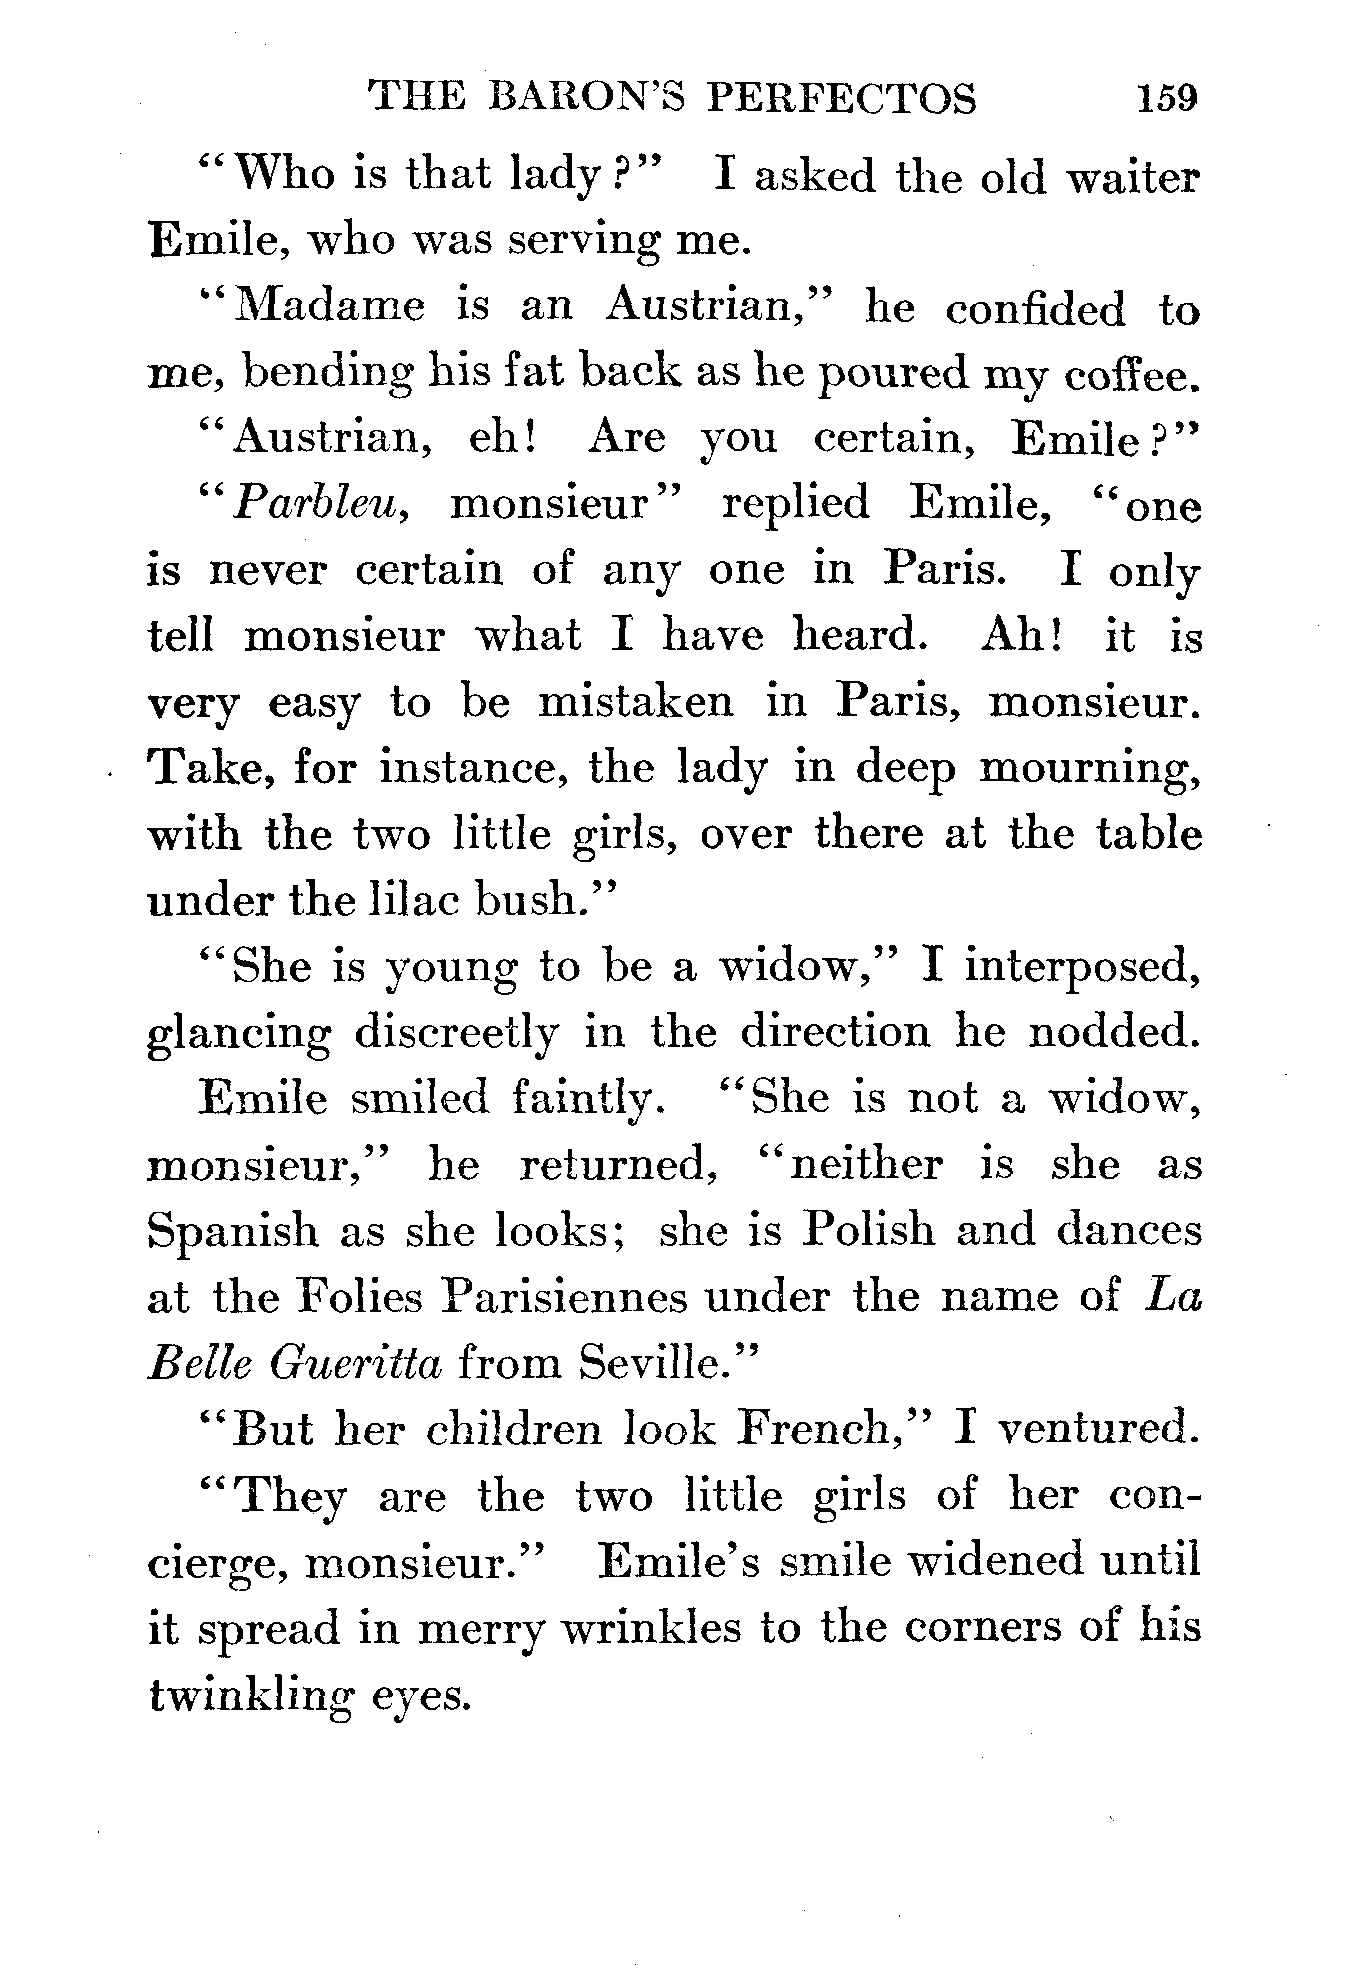 THE BARON'S PERFECTOS 159
"Who is that lady?" I asked the old waiter
Emile, who was serving me.
"Madame is an Austrian," he confided to
me, bending his fat back as he poured my coffee.
"Austrian, eh! Are you certain, Emile?"
"Parbleu, monsieur" replied Emile, "one
is never certain of any one in Paris. I only
tell monsieur what I have heard. Ah! it is
very easy to be mistaken in Paris, monsieur.
Take, for instance, the lady in deep mourning,
with the two little girls, over there at the table
under the lilac bush."
"She is young to be a widow," I interposed,
glancing discreetly in the direction he nodded.
Emile smiled faintly. "She is not a widow,
monsieur," he returned, "neither is she as
Spanish as she looks; she is Polish and dances
at the Folies Parisiennes under the name of La
Belle Gueritta from Seville."
"But her children look French," I ventured.
"They are the two little girls of her con-
cierge, monsieur." Emile's smile widened until
it spread in merry wrinkles to the corners of his
twinkling eyes.